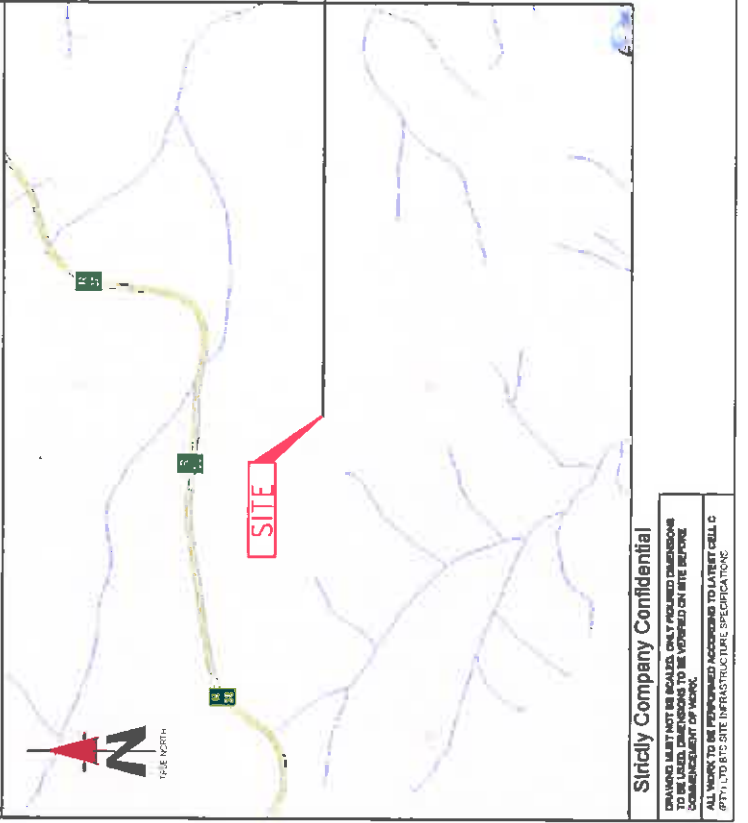 SITE
N
TRUE NORTH
Strictly Company Confidential
DRAWING MUST NOT BE SCALED. ONLY FIGURED DIMENSIONS
TO BE USED. DIMENSIONS TO BE VERIFIED ON SITE BEFORE
COMMENCEMENT OF WORK.
ALL WORK TO BE PERFORMED ACCORDING TO LATEST CELL C
(PTY) LTD BTS SITE INFRASTRUCTURE SPECIFICATIONS